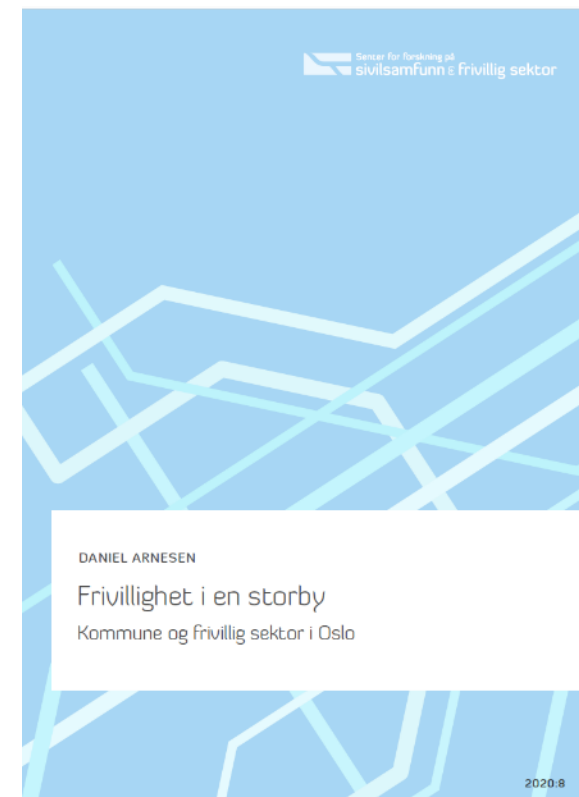 Senter for forskning på
sivilsamfunn & frivillig sektor
DANIEL ARNESEN
Frivillighet i en storby
Kommune og frivillig sektor i Oslo
2020:8